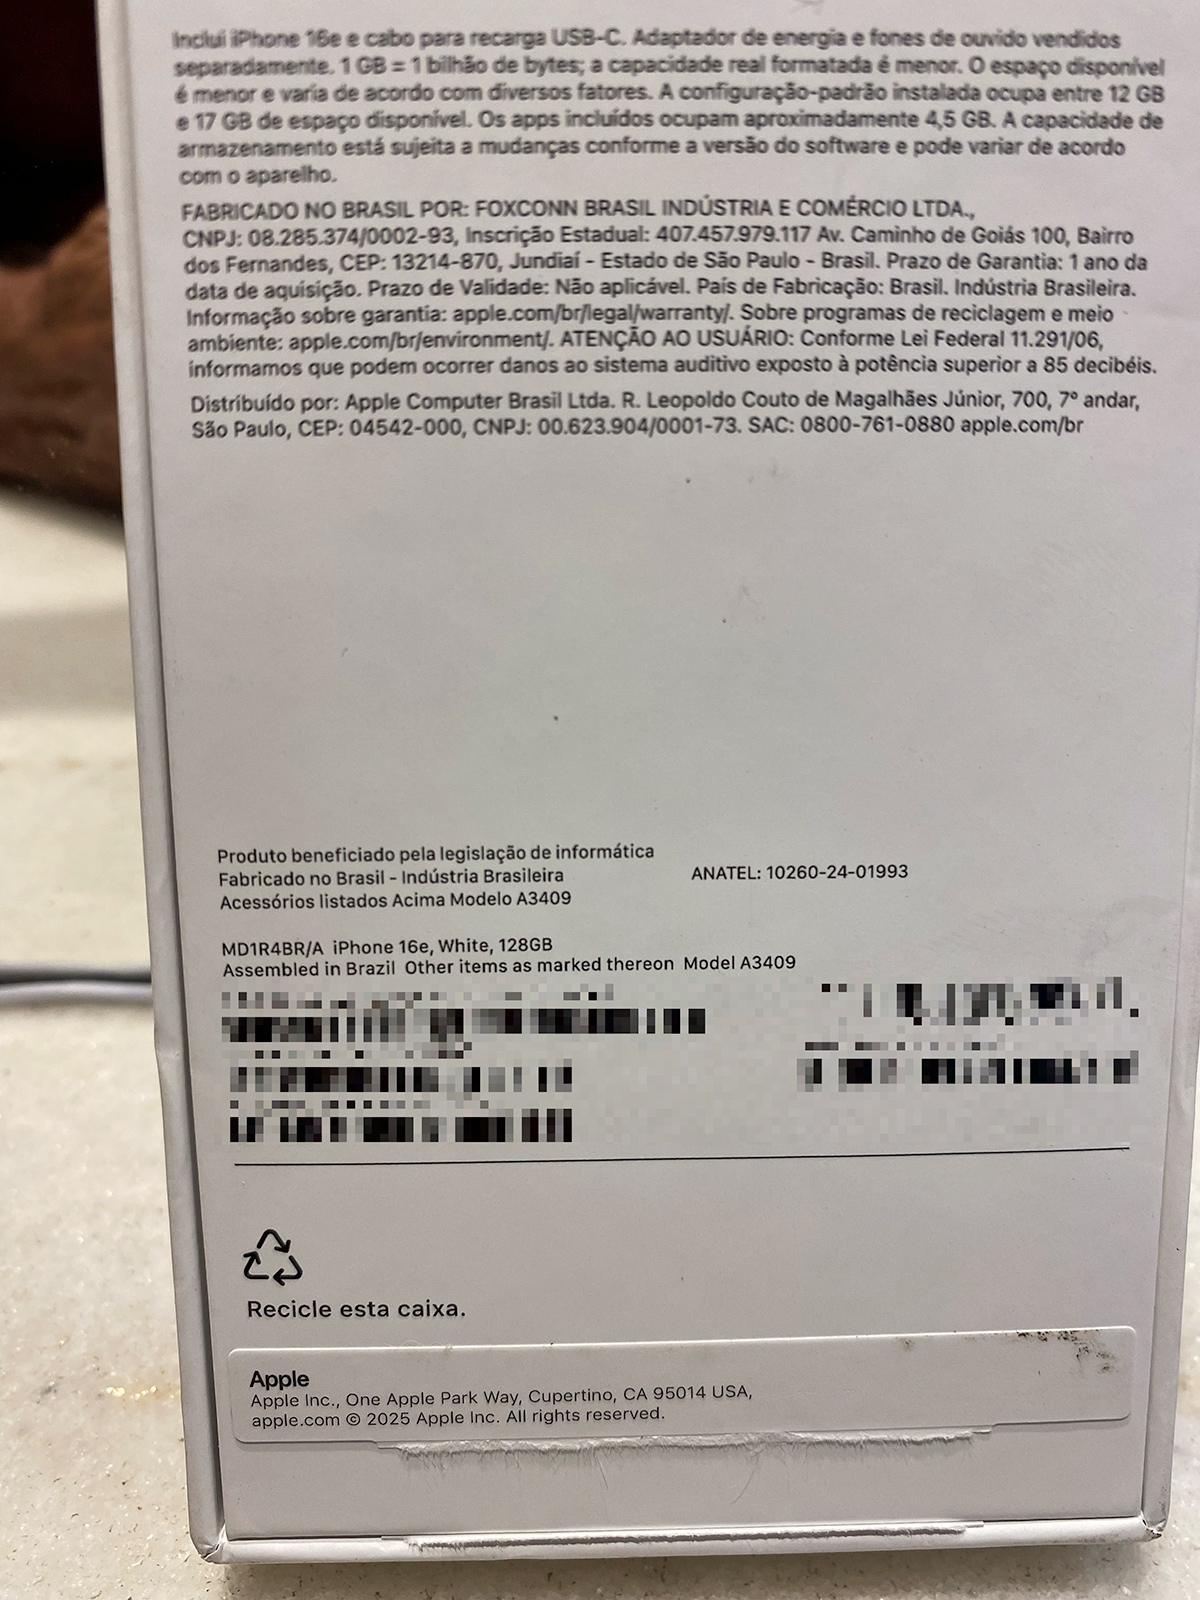 Inclui iPhone 16e e cabo para recarga USB-C. Adaptador de energia e fones de ouvido vendidos
separadamente. 1 GB = 1 bilhão de bytes; a capacidade real formatada é menor. O espaço disponível
é menor e varia de acordo com diversos fatores. A configuração-padrão instalada ocupa entre 12 GB
e 17 GB de espaço disponível. Os apps incluídos ocupam aproximadamente 4,5 GB. A capacidade de
armazenamento está sujeita a mudanças conforme a versão do software e pode variar de acordo
com o aparelho.
FABRICADO NO BRASIL POR: FOXCONN BRASIL INDÚSTRIA E COMÉRCIO LTDA.,
CNPJ: 08.285.374/0002-93, Inscrição Estadual: 407.457.979.117 Av. Caminho de Goiás 100, Bairro
dos Fernandes, CEP: 13214-870, Jundiaí - Estado de São Paulo - Brasil. Prazo de Garantia: 1 ano da
data de aquisição. Prazo de Validade: Não aplicável. País de Fabricação: Brasil. Indústria Brasileira.
Informação sobre garantia: apple.com/br/legal/warranty/. Sobre programas de reciclagem e meio
ambiente: apple.com/br/environment/. ATENÇÃO AO USUÁRIO: Conforme Lei Federal 11.291/06,
informamos que podem ocorrer danos ao sistema auditivo exposto à potência superior a 85 decibéis.
Distribuído por: Apple Computer Brasil Ltda. R. Leopoldo Couto de Magalhães Júnior, 700, 7º andar,
São Paulo, CEP: 04542-000, CNPJ: 00.623.904/0001-73. SAC: 0800-761-0880 apple.com/br
Produto beneficiado pela legislação de informática
Fabricado no Brasil - Indústria Brasileira
Acessórios listados Acima Modelo A3409
ANATEL: 10260-24-01993
MD1R4BR/A iPhone 16e, White, 128GB
Assembled in Brazil Other items as marked thereon Model A3409
Recicle esta caixa.
Apple
Apple Inc., One Apple Park Way, Cupertino, CA 95014 USA,
apple.com © 2025 Apple Inc. All rights reserved.